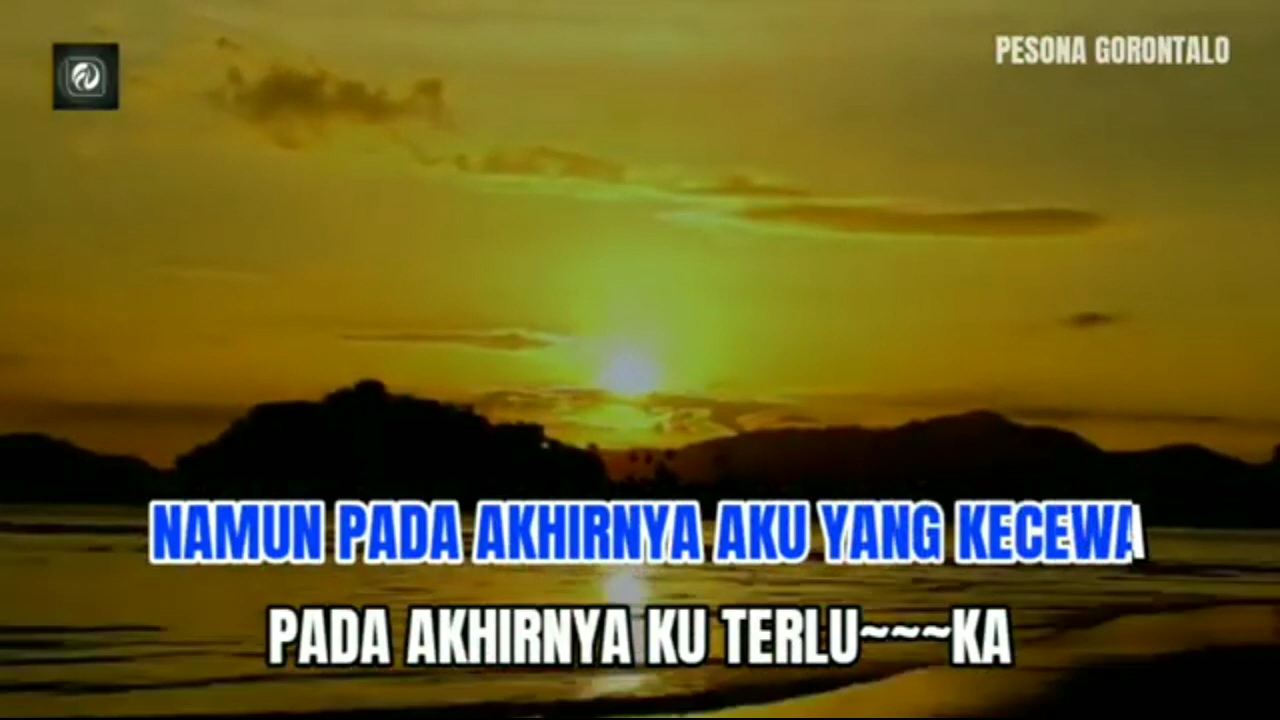 PESONA GORONTALO
NAMUN PADA AKHIRNYA AKU YANG KECEWA
PADA AKHIRNYA KU TERLU~~~KA